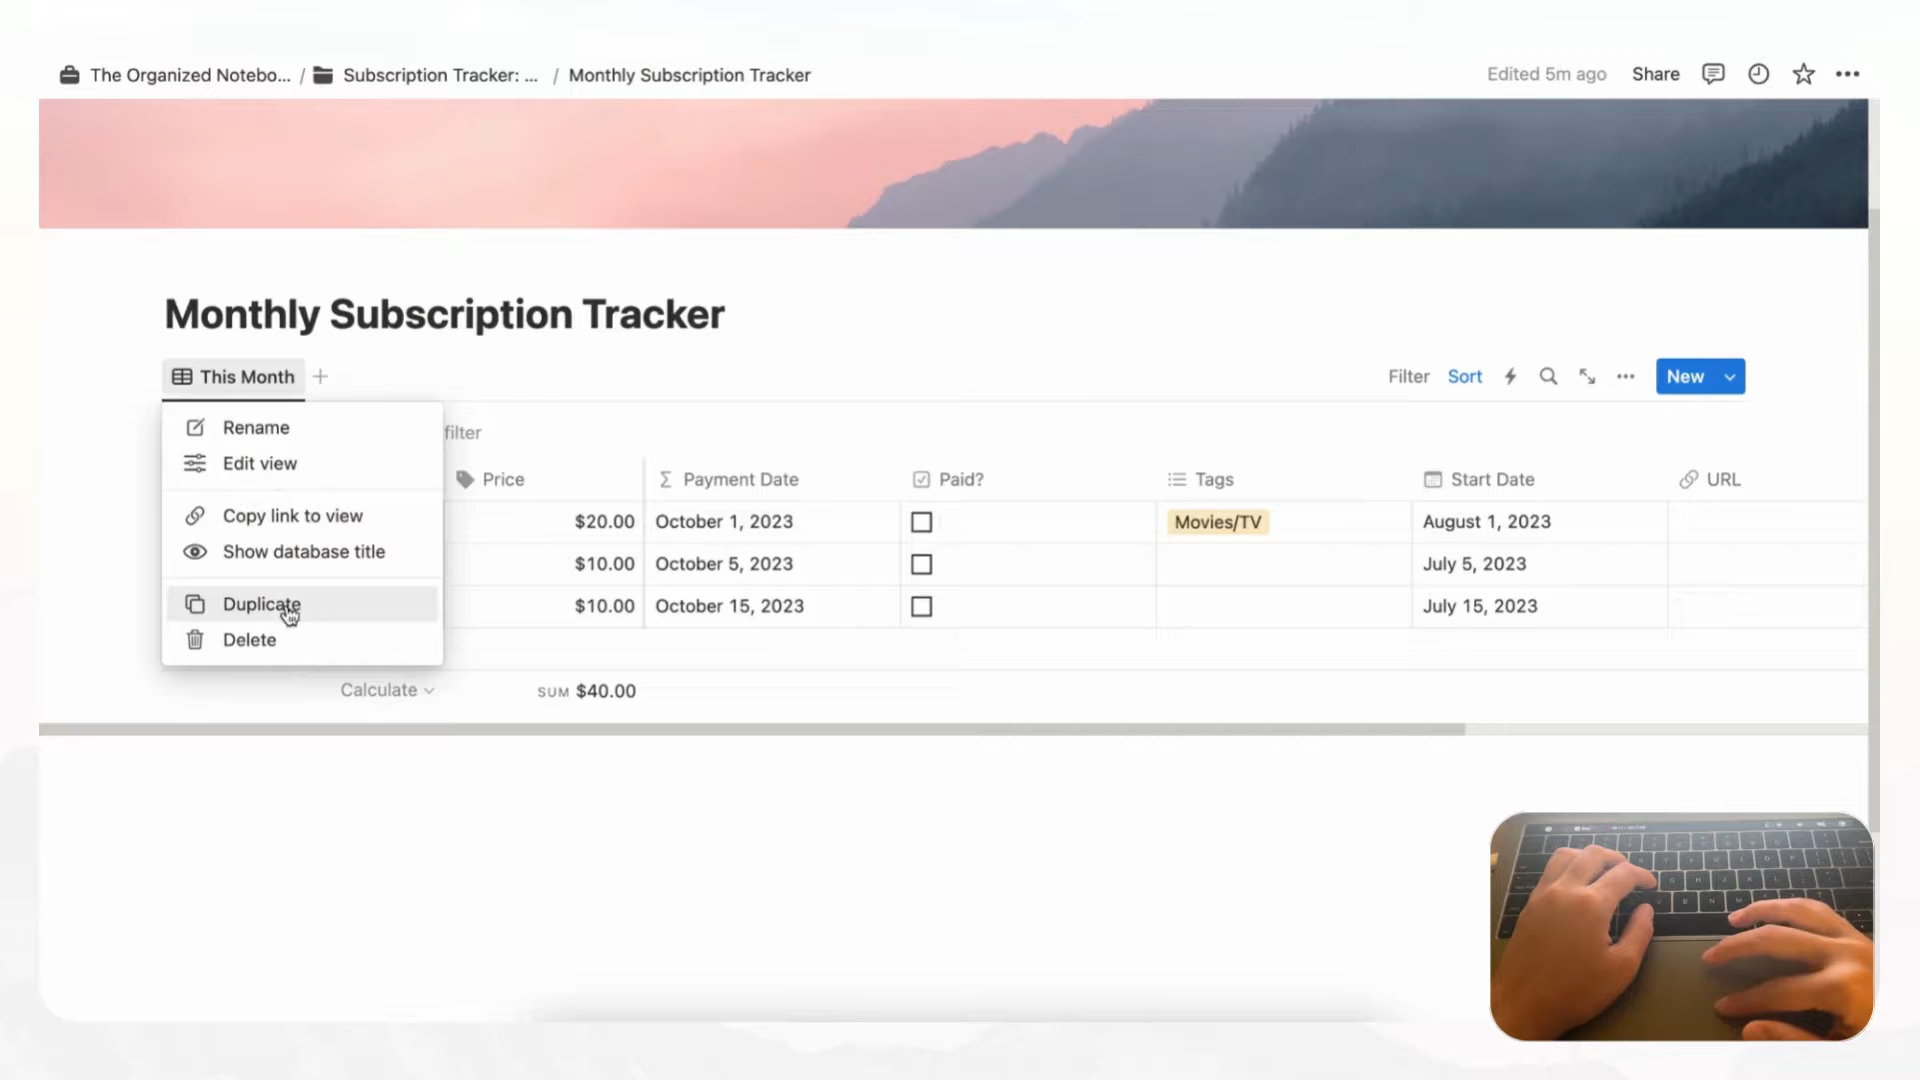 The Organized Notebo... / Subscription Tracker: ... / Monthly Subscription Tracker
Edited 5m ago Share
Monthly Subscription Tracker
This Month
Filter Sort New
Rename
filter
Edit view
Price Payment Date Paid? Tags Start Date URL
Copy link to view
$20.00 October 1, 2023 Movies/TV August 1, 2023
Show database title
$10.00 October 5, 2023 July 5, 2023
Duplicate
$10.00 October 15, 2023 July 15, 2023
Delete
Calculate SUM $40.00